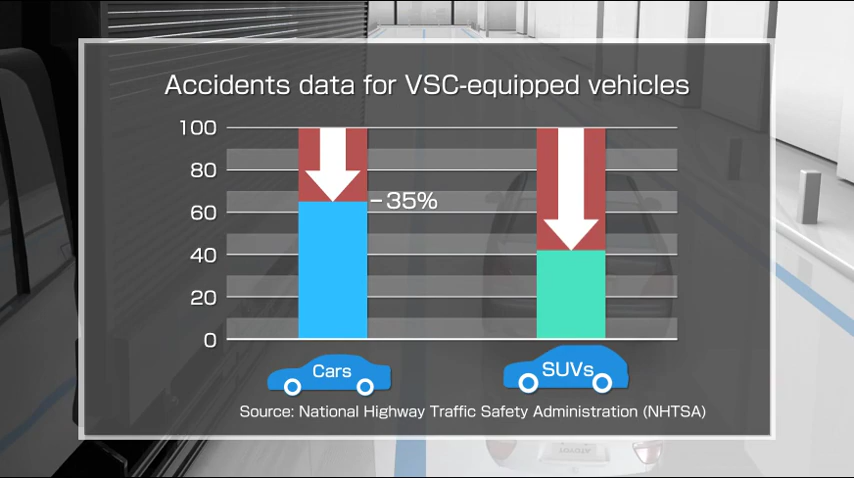 Accidents data for VSC-equipped vehicles
100
80
-35%
60
40
20
0
Cars
SUVs
Source: National Highway Traffic Safety Administration (NHTSA)